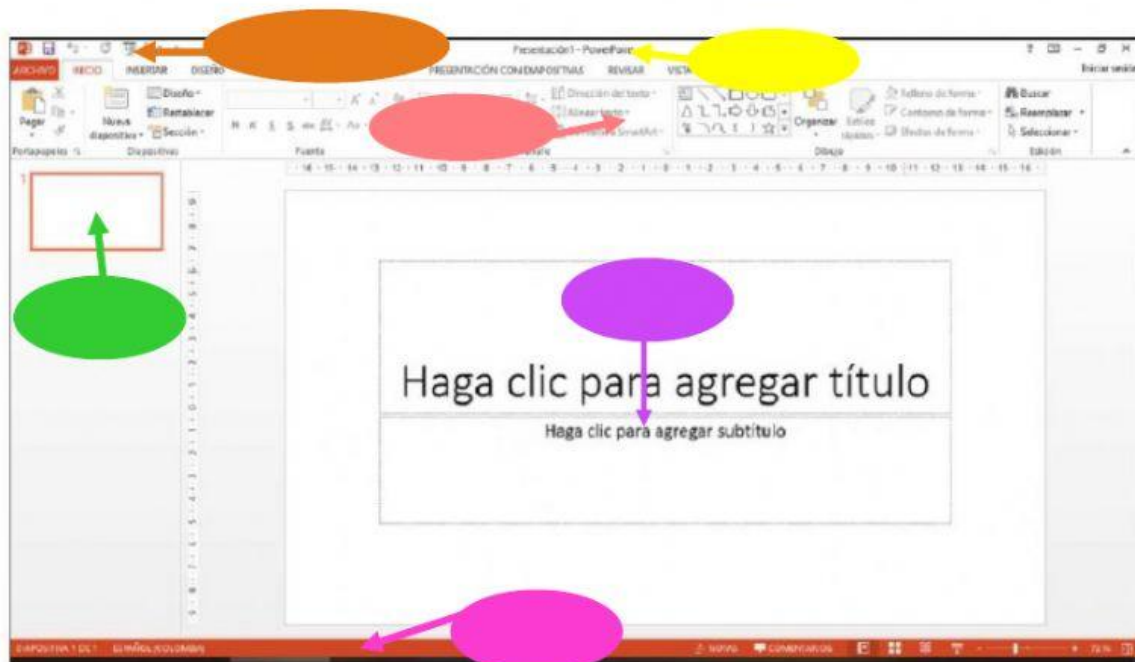 Presentación1 - PowerPoint
ARCHIVO INICIO INSERTAR DISEÑO PRESENTACIÓN CON DIAPOSITIVAS REVISAR VISTA Iniciar sesión
Pegar
Nueva diapositiva
Diseño
Restablecer
Sección
N K S S abc
Dirección del texto
Alinear texto
SmartArt
Organizar
Estilos
Relleno de forma
Contorno de forma
Efectos de forma
Buscar
Reemplazar
Seleccionar
Portapapeles Diapositivas Fuente Dibujo Edición
1
Haga clic para agregar título
Haga clic para agregar subtítulo
DIAPOSITIVA 1 DE 1 ESPAÑOL (COLOMBIA) NOTAS COMENTARIOS